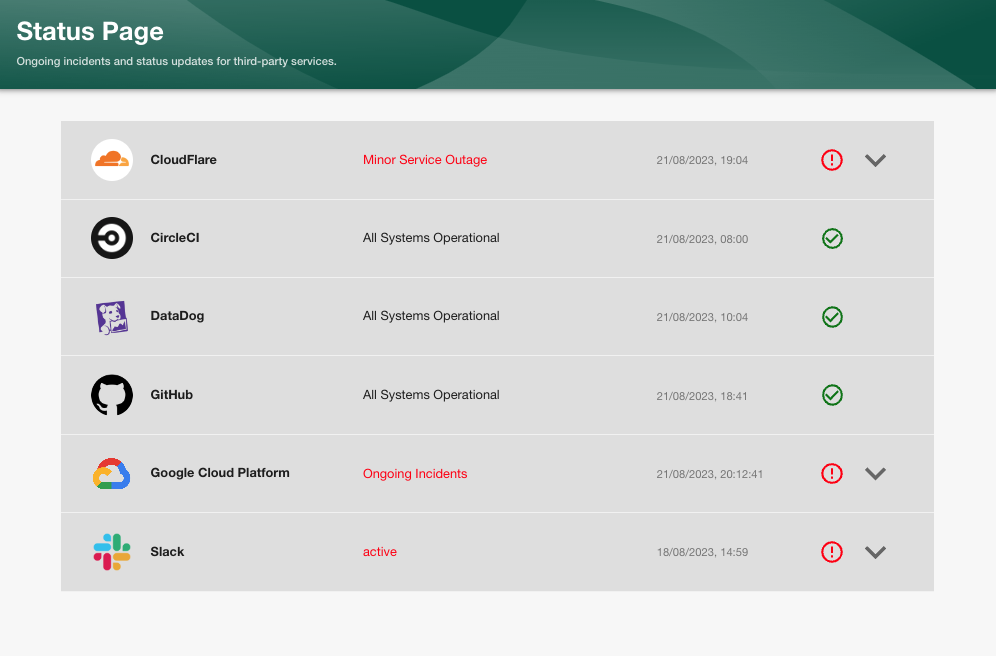 Status Page
Ongoing incidents and status updates for third-party services.
CloudFlare Minor Service Outage 21/08/2023, 19:04
CircleCI All Systems Operational 21/08/2023, 08:00
DataDog All Systems Operational 21/08/2023, 10:04
GitHub All Systems Operational 21/08/2023, 18:41
Google Cloud Platform Ongoing Incidents 21/08/2023, 20:12:41
Slack active 18/08/2023, 14:59